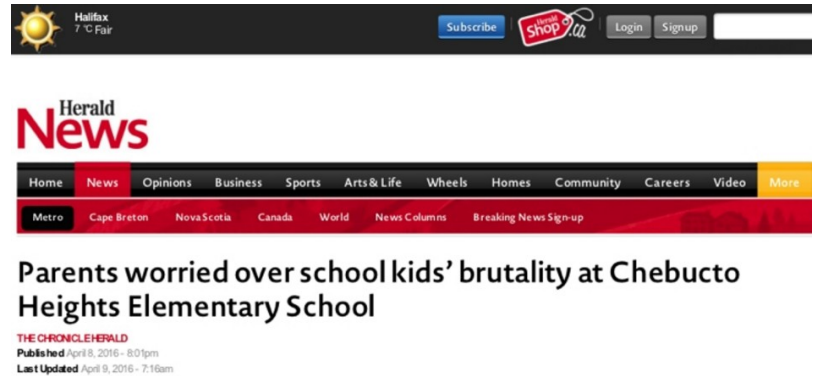 Halifax
7 °C Fair
Subscribe Herald Shop.ca Login Signup
Herald
News
Home News Opinions Business Sports Arts & Life Wheels Homes Community Careers Video More
Metro Cape Breton Nova Scotia Canada World News Columns Breaking News Sign-up
Parents worried over school kids’ brutality at Chebucto
Heights Elementary School
THE CHRONICLE HERALD
Published April 8, 2016 - 8:01pm
Last Updated April 9, 2016 - 7:16am